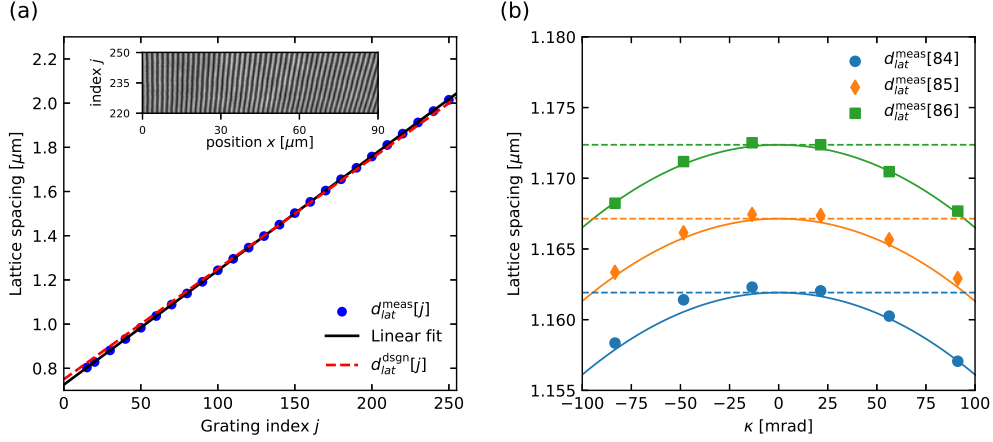 (a)
2.2
2.0
1.8
1.6
1.4
1.2
1.0
0.8
Lattice spacing [μm]
0 50 100 150 200 250
Grating index j
250
235
220
index j
0 30 60 90
position x [μm]
d_lat^meas[j]
Linear fit
d_lat^dsgn[j]
(b)
1.180
1.175
1.170
1.165
1.160
1.155
Lattice spacing [μm]
−100 −75 −50 −25 0 25 50 75 100
κ [mrad]
d_lat^meas[84]
d_lat^meas[85]
d_lat^meas[86]